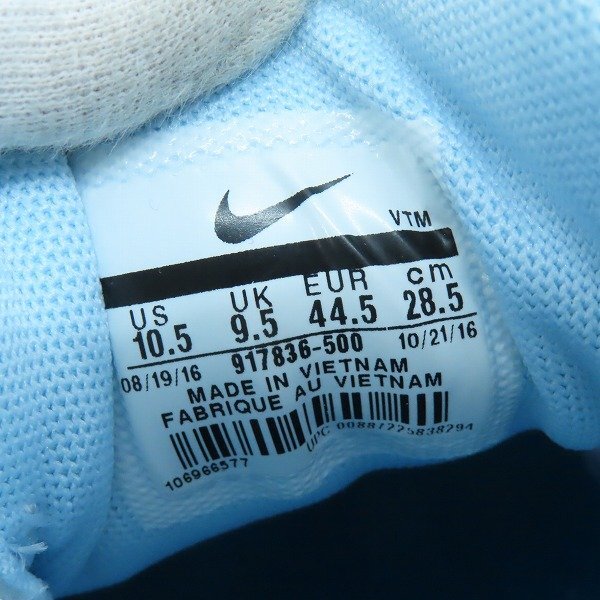 VTM
US UK EUR cm
10.5 9.5 44.5 28.5
08/19/16 917836-500 10/21/16
MADE IN VIETNAM
FABRIQUE AU VIETNAM
106966577 UPC 00887225838294